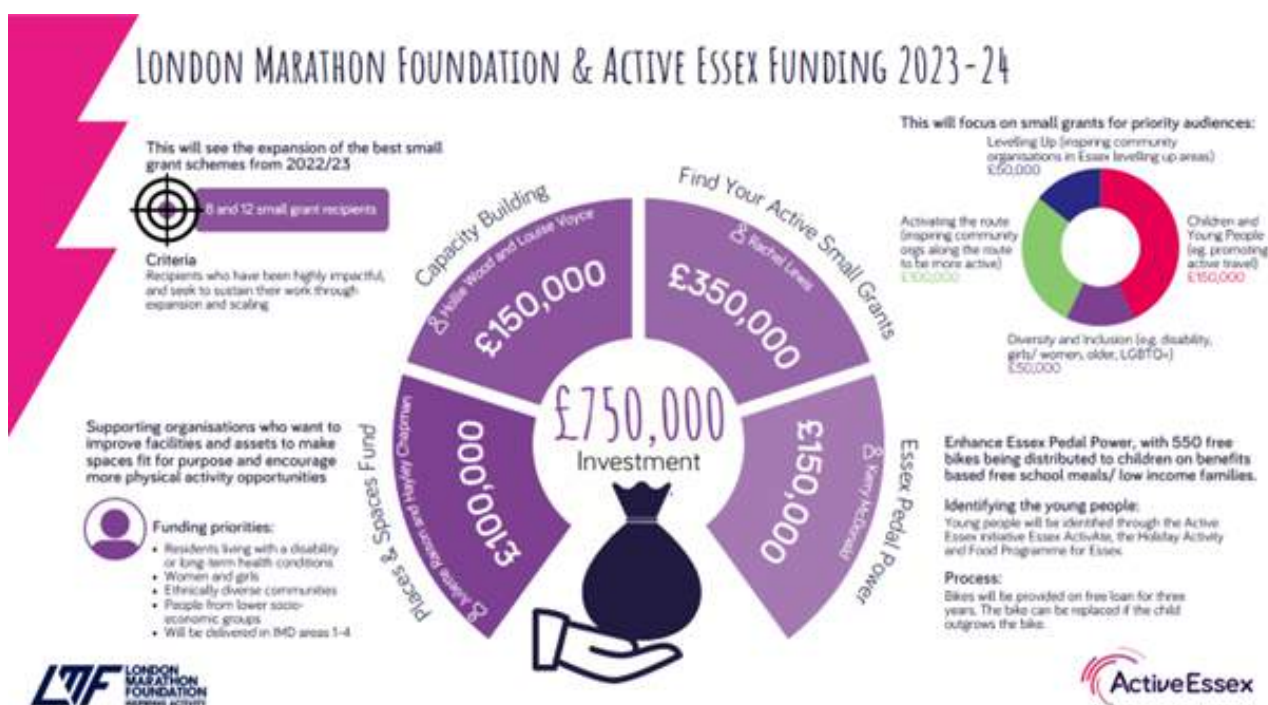 LONDON MARATHON FOUNDATION & ACTIVE ESSEX FUNDING 2023-24
This will see the expansion of the best small
grant schemes from 2022/23
8 and 12 small grant recipients
Criteria
Recipients who have been highly impactful,
and seek to sustain their work through
expansion and scaling
Supporting organisations who want to
improve facilities and assets to make
spaces fit for purpose and encourage
more physical activity opportunities
Funding priorities:
• Residents living with a disability
or long-term health conditions
• Women and girls
• Ethnically diverse communities
• People from lower socio-
economic groups
• Will be delivered in IMD areas 1-4
Places & Spaces Fund
Juliette Raison and Hayley Chapman
£100,000
Capacity Building
Hollie Wood and Louise Voyce
£150,000
Find Your Active Small Grants
Rachel Lewis
£350,000
Essex Pedal Power
Kerry McDonald
£150,000
£750,000
Investment
This will focus on small grants for priority audiences:
Levelling Up (inspiring community
organisations in Essex levelling up areas)
£50,000
Activating the route
(inspiring community
orgs along the route
to be more active)
£100,000
Children and
Young People
(eg. promoting
active travel)
£150,000
Diversity and Inclusion (eg. disability,
girls/ women, older, LGBTQ+)
£50,000
Enhance Essex Pedal Power, with 550 free
bikes being distributed to children on benefits
based free school meals/ low income families.
Identifying the young people:
Young people will be identified through the Active
Essex initiative Essex ActivAte, the Holiday Activity
and Food Programme for Essex
Process:
Bikes will be provided on free loan for three
years. The bike can be replaced if the child
outgrows the bike.
LMF
LONDON
MARATHON
FOUNDATION
INSPIRING ACTIVITY
ActiveEssex